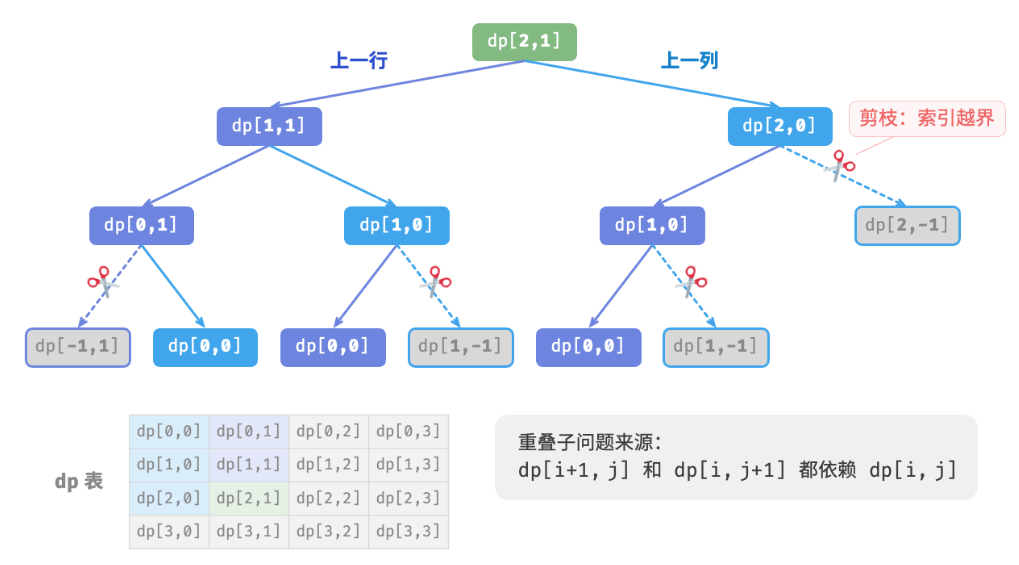 dp[2,1]
上一行
上一列
dp[1,1]
dp[2,0]
剪枝：索引越界
dp[0,1]
dp[1,0]
dp[1,0]
dp[2,-1]
dp[-1,1]
dp[0,0]
dp[0,0]
dp[1,-1]
dp[0,0]
dp[1,-1]
dp 表
dp[0,0] dp[0,1] dp[0,2] dp[0,3]
dp[1,0] dp[1,1] dp[1,2] dp[1,3]
dp[2,0] dp[2,1] dp[2,2] dp[2,3]
dp[3,0] dp[3,1] dp[3,2] dp[3,3]
重叠子问题来源：
dp[i+1, j] 和 dp[i, j+1] 都依赖 dp[i, j]